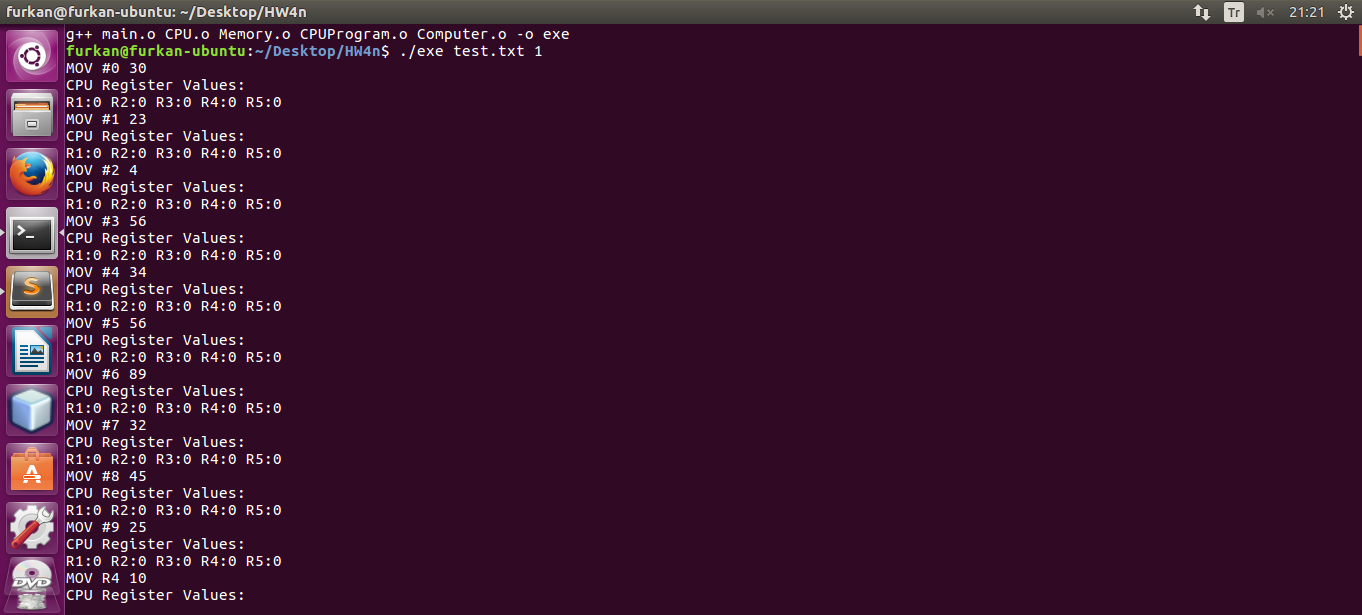 furkan@furkan-ubuntu: ~/Desktop/HW4n
Tr
21:21
g++ main.o CPU.o Memory.o CPUProgram.o Computer.o -o exe
furkan@furkan-ubuntu:~/Desktop/HW4n$ ./exe test.txt 1
MOV #0 30
CPU Register Values:
R1:0 R2:0 R3:0 R4:0 R5:0
MOV #1 23
CPU Register Values:
R1:0 R2:0 R3:0 R4:0 R5:0
MOV #2 4
CPU Register Values:
R1:0 R2:0 R3:0 R4:0 R5:0
MOV #3 56
CPU Register Values:
R1:0 R2:0 R3:0 R4:0 R5:0
MOV #4 34
CPU Register Values:
R1:0 R2:0 R3:0 R4:0 R5:0
MOV #5 56
CPU Register Values:
R1:0 R2:0 R3:0 R4:0 R5:0
MOV #6 89
CPU Register Values:
R1:0 R2:0 R3:0 R4:0 R5:0
MOV #7 32
CPU Register Values:
R1:0 R2:0 R3:0 R4:0 R5:0
MOV #8 45
CPU Register Values:
R1:0 R2:0 R3:0 R4:0 R5:0
MOV #9 25
CPU Register Values:
R1:0 R2:0 R3:0 R4:0 R5:0
MOV R4 10
CPU Register Values:
DVD